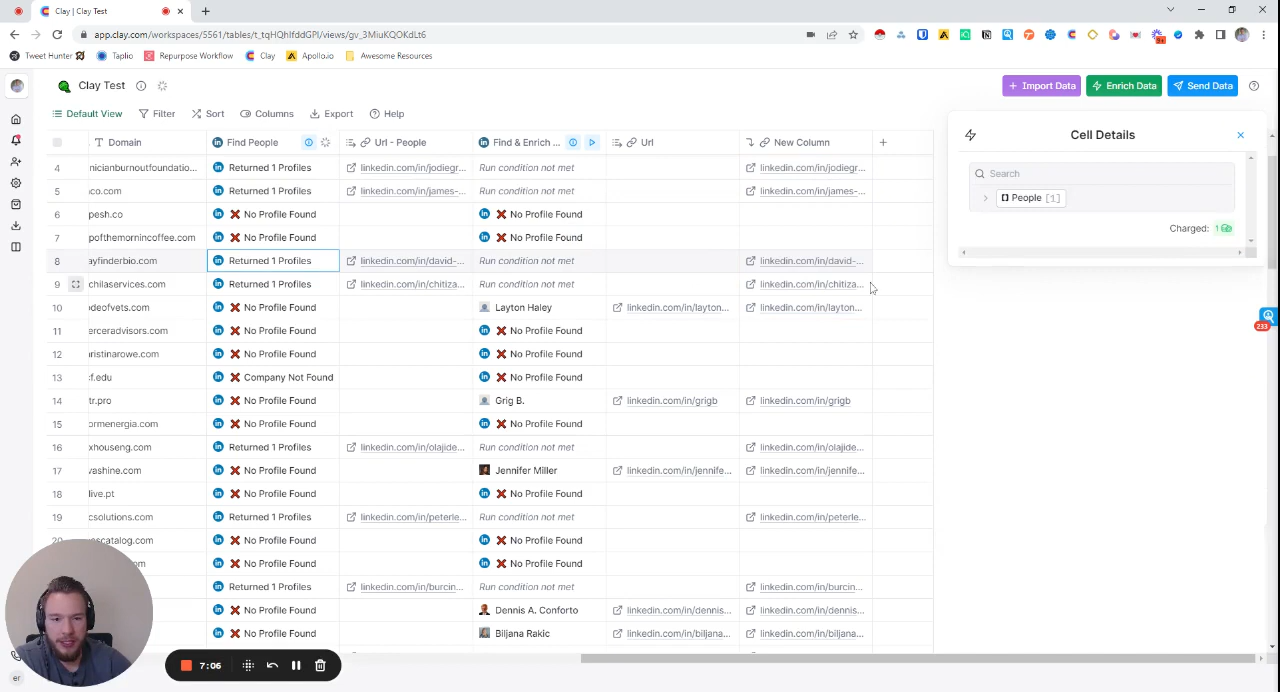 Clay | Clay Test
app.clay.com/workspaces/5561/tables/t_tqHQhIfddGPI/views/gv_3MiuKQOKdLt6
Tweet Hunter Taplio Repurpose Workflow Clay Apollo.io Awesome Resources
9+
Clay Test
Import Data Enrich Data Send Data
Default View Filter Sort Columns Export Help
Cell Details
Domain Find People Url - People Find & Enrich ... Url New Column
Search
People [1]
Charged: 1
4 nicianburnoutfoundatio... Returned 1 Profiles linkedin.com/in/jodiegr... Run condition not met linkedin.com/in/jodiegr...
5 aco.com Returned 1 Profiles linkedin.com/in/james-... Run condition not met linkedin.com/in/james-...
6 pesh.co No Profile Found No Profile Found
7 opofthemornincoffee.com No Profile Found No Profile Found
8 ayfinderbio.com Returned 1 Profiles linkedin.com/in/david-... Run condition not met linkedin.com/in/david-...
9 chilaservices.com Returned 1 Profiles linkedin.com/in/chitiza... Run condition not met linkedin.com/in/chitiza...
10 odeofvets.com No Profile Found Layton Haley linkedin.com/in/layton... linkedin.com/in/layton...
11 erceradvisors.com No Profile Found No Profile Found
12 ristinarowe.com No Profile Found No Profile Found
13 cf.edu Company Not Found No Profile Found
14 tr.pro No Profile Found Grig B. linkedin.com/in/grigb linkedin.com/in/grigb
15 ormenergia.com No Profile Found No Profile Found
16 xhouseng.com Returned 1 Profiles linkedin.com/in/olajide... Run condition not met linkedin.com/in/olajide...
17 washine.com No Profile Found Jennifer Miller linkedin.com/in/jennife... linkedin.com/in/jennife...
18 live.pt No Profile Found No Profile Found
19 csolutions.com Returned 1 Profiles linkedin.com/in/peterle... Run condition not met linkedin.com/in/peterle...
20 escatalog.com No Profile Found No Profile Found
No Profile Found No Profile Found
Returned 1 Profiles linkedin.com/in/burcin... Run condition not met linkedin.com/in/burcin...
No Profile Found Dennis A. Conforto linkedin.com/in/dennis... linkedin.com/in/dennis...
No Profile Found Biljana Rakic linkedin.com/in/biljana... linkedin.com/in/biljana...
233
7:06
er